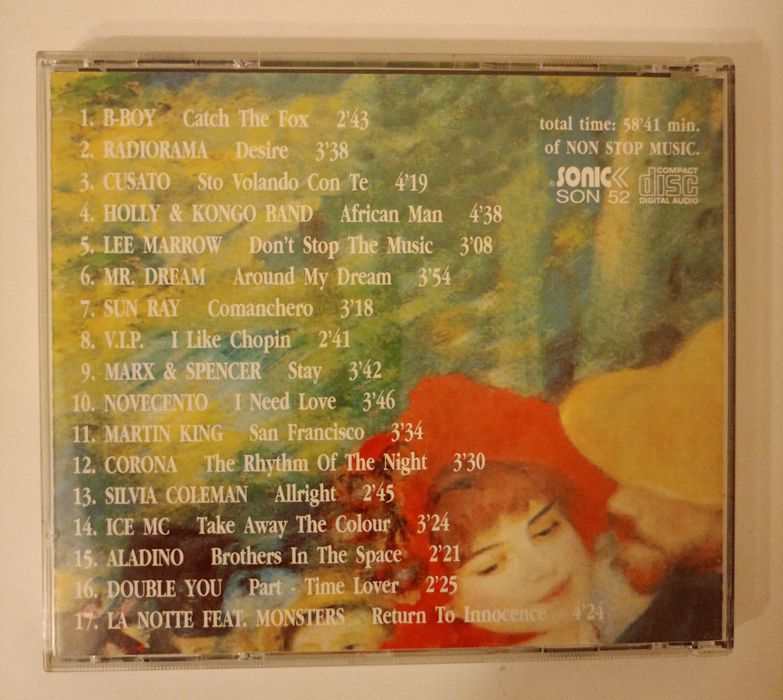 1. B-BOY Catch The Fox 2'43
2. RADIORAMA Desire 3'38
3. CUSATO Sto Volando Con Te 4'19
4. HOLLY & KONGO BAND African Man 4'38
5. LEE MARROW Don't Stop The Music 3'08
6. MR. DREAM Around My Dream 3'54
7. SUN RAY Comanchero 3'18
8. V.I.P. I Like Chopin 2'41
9. MARX & SPENCER Stay 3'42
10. NOVECENTO I Need Love 3'46
11. MARTIN KING San Francisco 3'34
12. CORONA The Rhythm Of The Night 3'30
13. SILVIA COLEMAN Allright 2'45
14. ICE MC Take Away The Colour 3'24
15. ALADINO Brothers In The Space 2'21
16. DOUBLE YOU Part - Time Lover 2'25
17. LA NOTTE FEAT. MONSTERS Return To Innocence 4'24
total time: 58'41 min.
of NON STOP MUSIC.
®SONIC
SON 52
COMPACT
disc
DIGITAL AUDIO